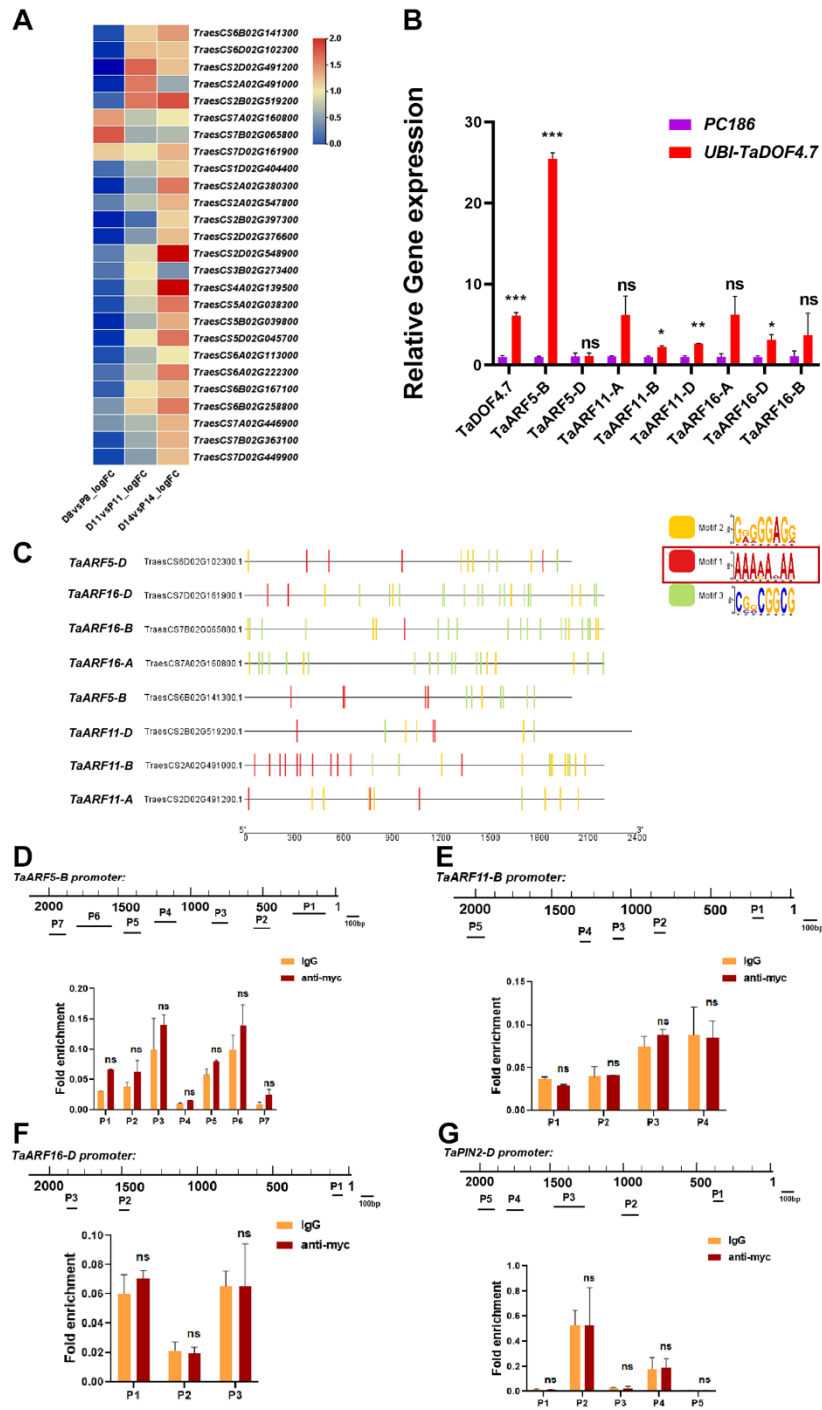 A
TraesCS6B02G141300
TraesCS6D02G102300
TraesCS2D02G491200
TraesCS2A02G491000
TraesCS2B02G519200
TraesCS7A02G160800
TraesCS7B02G065800
TraesCS7D02G161900
TraesCS1D02G404400
TraesCS2A02G380300
TraesCS2A02G547800
TraesCS2B02G397300
TraesCS2D02G376600
TraesCS2D02G548900
TraesCS3B02G273400
TraesCS4A02G139500
TraesCS5A02G038300
TraesCS5B02G039800
TraesCS5D02G045700
TraesCS6A02G113000
TraesCS6A02G222300
TraesCS6B02G167100
TraesCS6B02G258800
TraesCS7A02G446900
TraesCS7B02G363100
TraesCS7D02G449900
D8vsP8_logFC
D11vsP11_logFC
D14vsP14_logFC
2.0
1.5
1.0
0.5
0.0
B
Relative Gene expression
30
20
10
0
PC186
UBI-TaDOF4.7
*** *** ns ns * ** ns * ns
TaDOF4.7
TaARF5-B
TaARF5-D
TaARF11-A
TaARF11-B
TaARF11-D
TaARF16-A
TaARF16-D
TaARF16-B
C
Motif 2
Motif 1
Motif 3
TaARF5-D TraesCS6D02G102300.1
TaARF16-D TraesCS7D02G161900.1
TaARF16-B TraesCS7B02G065800.1
TaARF16-A TraesCS7A02G160800.1
TaARF5-B TraesCS6B02G141300.1
TaARF11-D TraesCS2B02G519200.1
TaARF11-B TraesCS2A02G491000.1
TaARF11-A TraesCS2D02G491200.1
5' 3'
0 300 600 900 1200 1500 1800 2100 2400
D
TaARF5-B promoter:
2000 1500 1000 500 1
P7 P6 P5 P4 P3 P2 P1
100bp
IgG
anti-myc
Fold enrichment
0.20
0.15
0.10
0.05
0.00
ns ns ns ns ns ns ns
P1 P2 P3 P4 P5 P6 P7
E
TaARF11-B promoter:
2000 1500 1000 500 1
P5 P4 P3 P2 P1
100bp
IgG
anti-myc
Fold enrichment
0.15
0.10
0.05
0.00
ns ns ns ns
P1 P2 P3 P4
F
TaARF16-D promoter:
2000 1500 1000 500 1
P3 P2 P1
100bp
IgG
anti-myc
Fold enrichment
0.10
0.08
0.06
0.04
0.02
0.00
ns ns ns
P1 P2 P3
G
TaPIN2-D promoter:
2000 1500 1000 500 1
P5 P4 P3 P2 P1
100bp
IgG
anti-myc
Fold enrichment
1.0
0.8
0.6
0.4
0.2
0.0
ns ns ns ns ns
P1 P2 P3 P4 P5